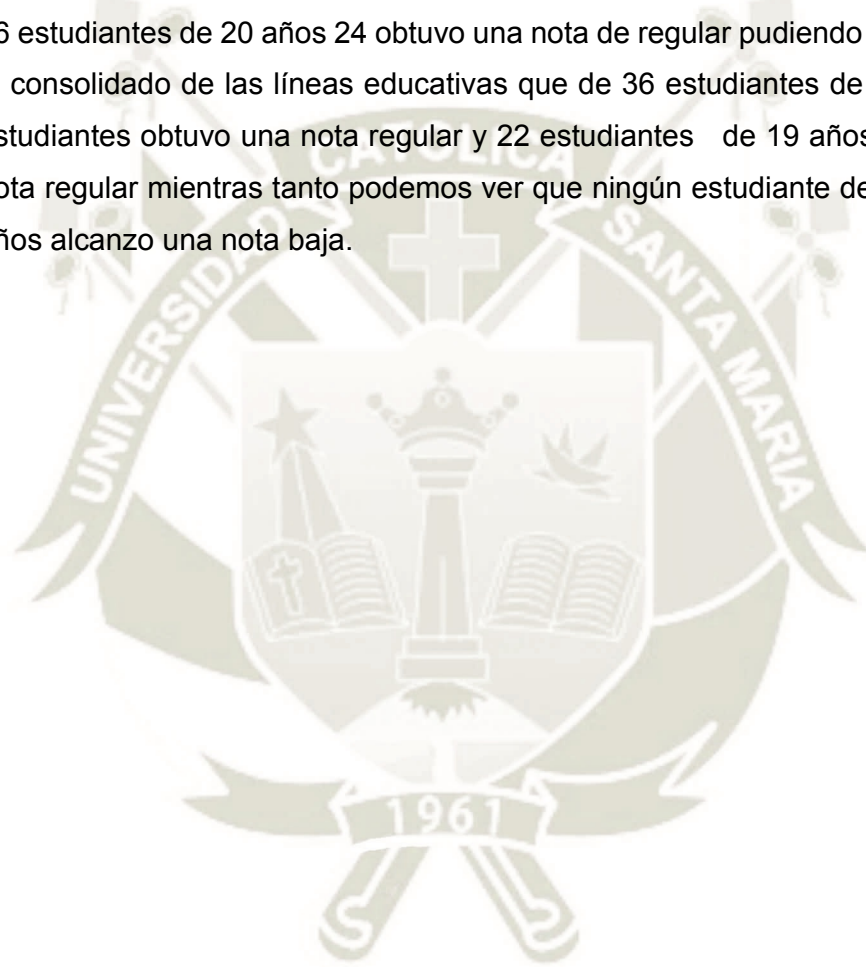 estudiantes de 20 años 24 obtuvo una nota de regular pudiendo
consolidado de las líneas educativas que de 36 estudiantes de
studiantes obtuvo una nota regular y 22 estudiantes de 19 años
ota regular mientras tanto podemos ver que ningún estudiante de
ños alcanzo una nota baja.
UNIVERSIDAD CATOLICA SANTA MARIA
1961